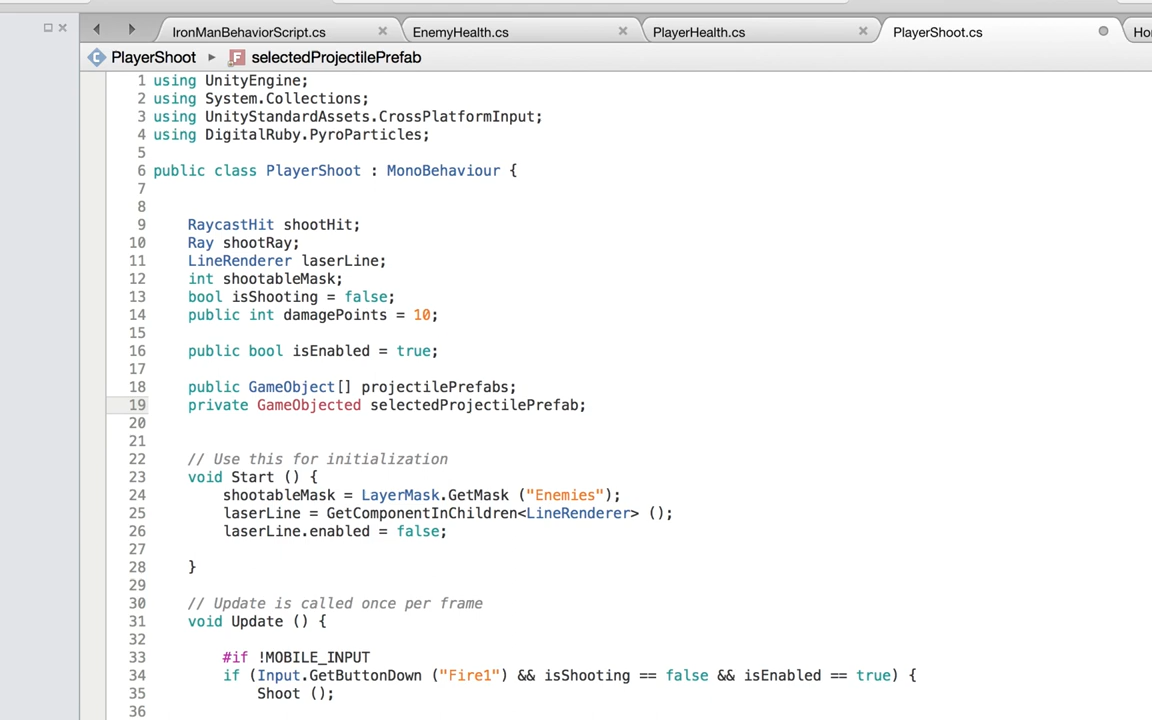 IronManBehaviorScript.cs EnemyHealth.cs PlayerHealth.cs PlayerShoot.cs Ho
PlayerShoot selectedProjectilePrefab
1 using UnityEngine;
2 using System.Collections;
3 using UnityStandardAssets.CrossPlatformInput;
4 using DigitalRuby.PyroParticles;
5
6 public class PlayerShoot : MonoBehaviour {
7
8
9 RaycastHit shootHit;
10 Ray shootRay;
11 LineRenderer laserLine;
12 int shootableMask;
13 bool isShooting = false;
14 public int damagePoints = 10;
15
16 public bool isEnabled = true;
17
18 public GameObject[] projectilePrefabs;
19 private GameObjected selectedProjectilePrefab;
20
21
22 // Use this for initialization
23 void Start () {
24 shootableMask = LayerMask.GetMask ("Enemies");
25 laserLine = GetComponentInChildren<LineRenderer> ();
26 laserLine.enabled = false;
27
28 }
29
30 // Update is called once per frame
31 void Update () {
32
33 #if !MOBILE_INPUT
34 if (Input.GetButtonDown ("Fire1") && isShooting == false && isEnabled == true) {
35 Shoot ();
36